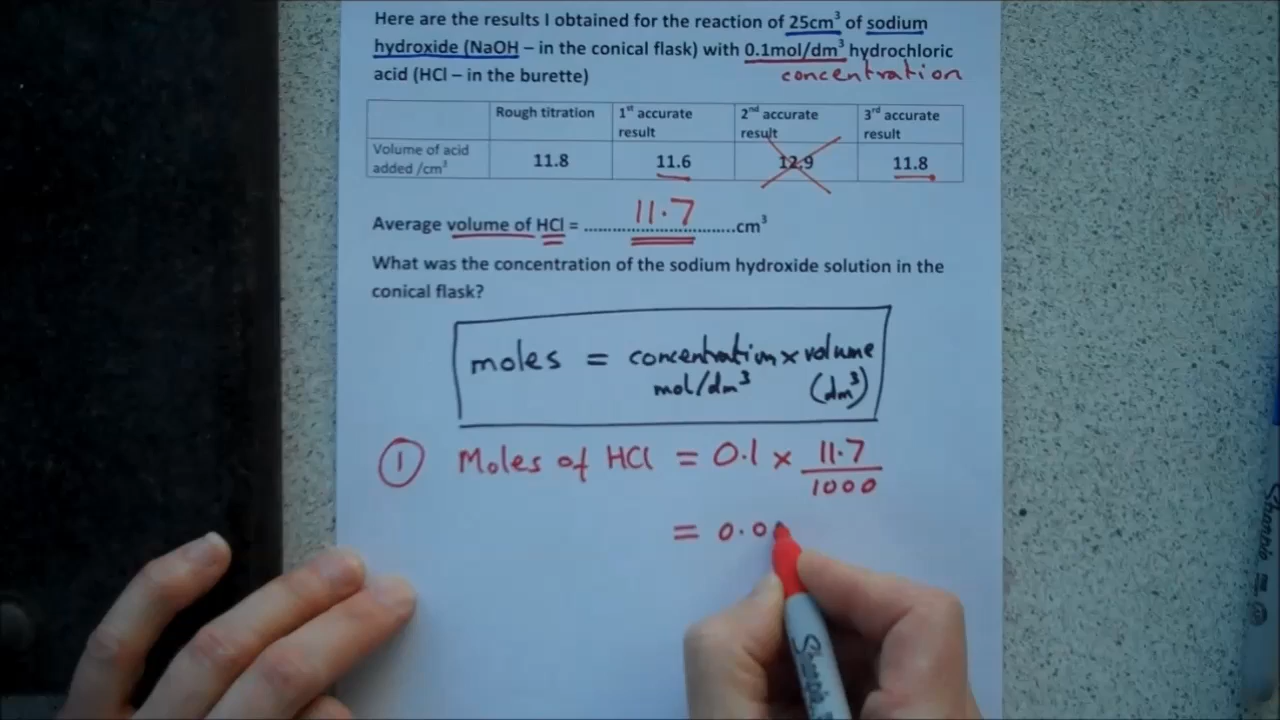 Here are the results I obtained for the reaction of 25cm³ of sodium
hydroxide (NaOH – in the conical flask) with 0.1mol/dm³ hydrochloric
acid (HCl – in the burette)
concentration
Rough titration
1st accurate
result
2nd accurate
result
3rd accurate
result
Volume of acid
added /cm³
11.8
11.6
12.9
11.8
Average volume of HCl = ....................................cm³
11.7
What was the concentration of the sodium hydroxide solution in the
conical flask?
moles = concentration x volume
mol/dm³ (dm³)
① Moles of HCl = 0.1 x 11.7
1000
= 0.0
Sharpie
Sharpie